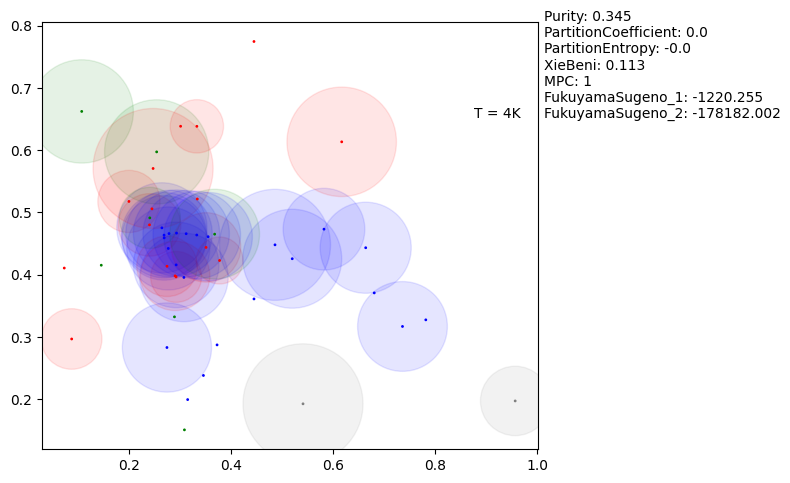 Purity: 0.345
PartitionCoefficient: 0.0
PartitionEntropy: -0.0
XieBeni: 0.113
MPC: 1
FukuyamaSugeno_1: -1220.255
FukuyamaSugeno_2: -178182.002
T = 4K
0.8
0.7
0.6
0.5
0.4
0.3
0.2
0.2
0.4
0.6
0.8
1.0